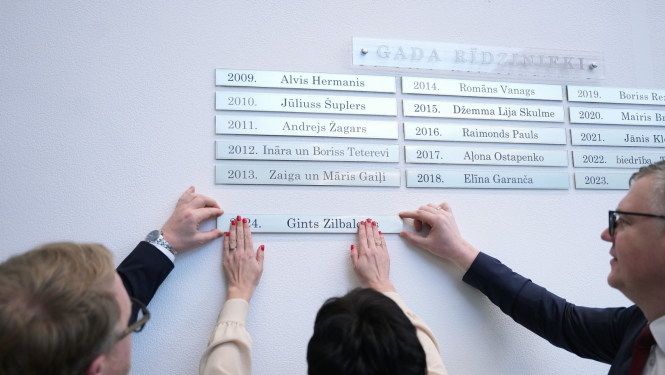 GADA RĪDZINIEKI
2009. Alvis Hermanis
2010. Jūliuss Šuplers
2011. Andrejs Žagars
2012. Ināra un Boriss Teterevi
2013. Zaiga un Māris Gaiļi
2014. Romāns Vanags
2015. Džemma Lija Skulme
2016. Raimonds Pauls
2017. Aļona Ostapenko
2018. Elīna Garanča
2019. Boriss
2020. Mairis
2021. Jānis
2022. biedrība
2023.
Gints